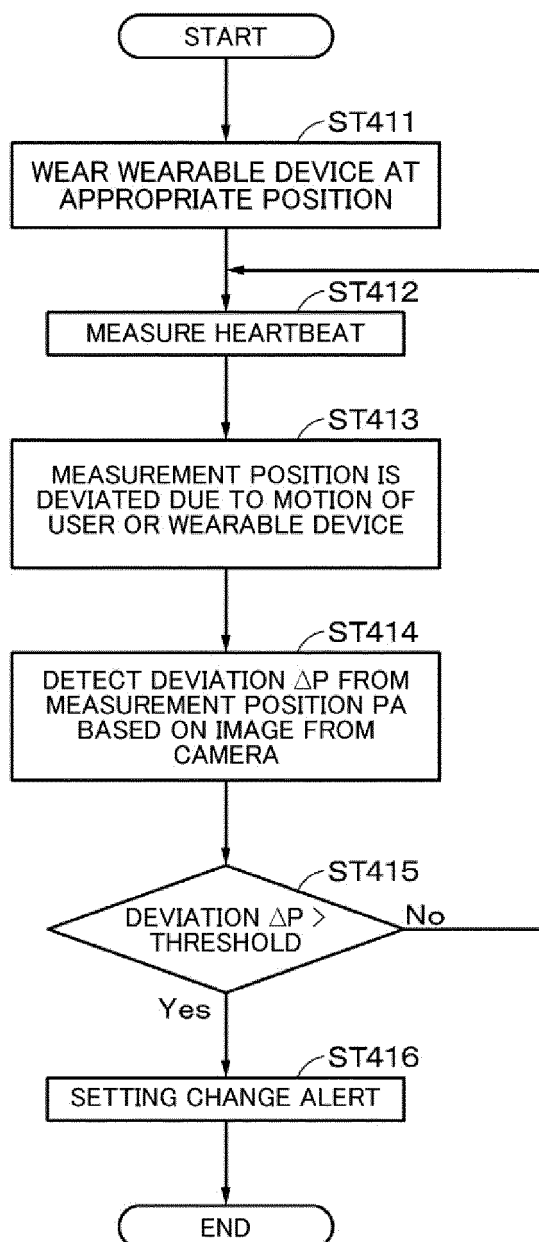 START
ST411
WEAR WEARABLE DEVICE AT
APPROPRIATE POSITION
ST412
MEASURE HEARTBEAT
ST413
MEASUREMENT POSITION IS
DEVIATED DUE TO MOTION OF
USER OR WEARABLE DEVICE
ST414
DETECT DEVIATION ΔP FROM
MEASUREMENT POSITION PA
BASED ON IMAGE FROM
CAMERA
ST415
DEVIATION ΔP >
THRESHOLD
No
Yes
ST416
SETTING CHANGE ALERT
END